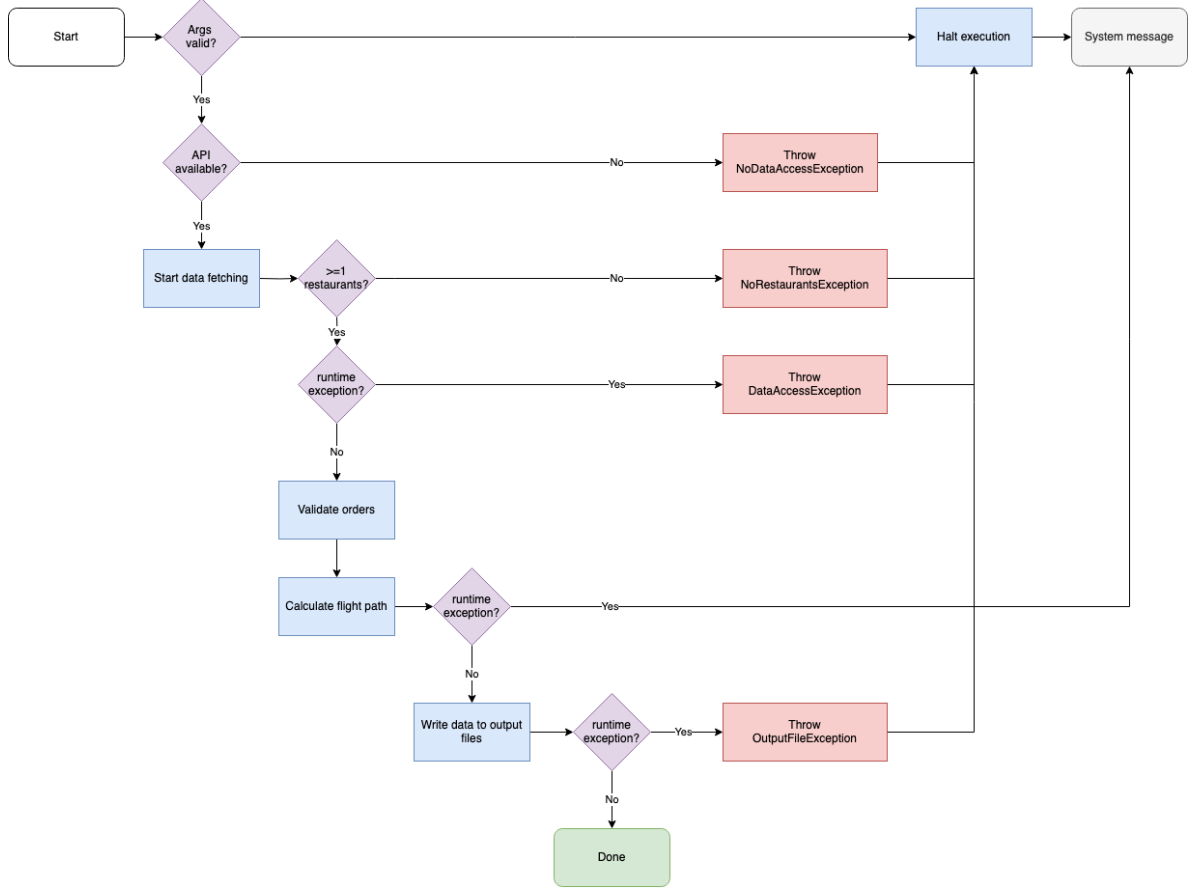 Start
Args
valid?
Halt execution
System message
Yes
API
available?
No
Throw
NoDataAccessException
Yes
Start data fetching
>=1
restaurants?
No
Throw
NoRestaurantsException
Yes
runtime
exception?
Yes
Throw
DataAccessException
No
Validate orders
Calculate flight path
runtime
exception?
Yes
No
Write data to output
files
runtime
exception?
Yes
Throw
OutputFileException
No
Done